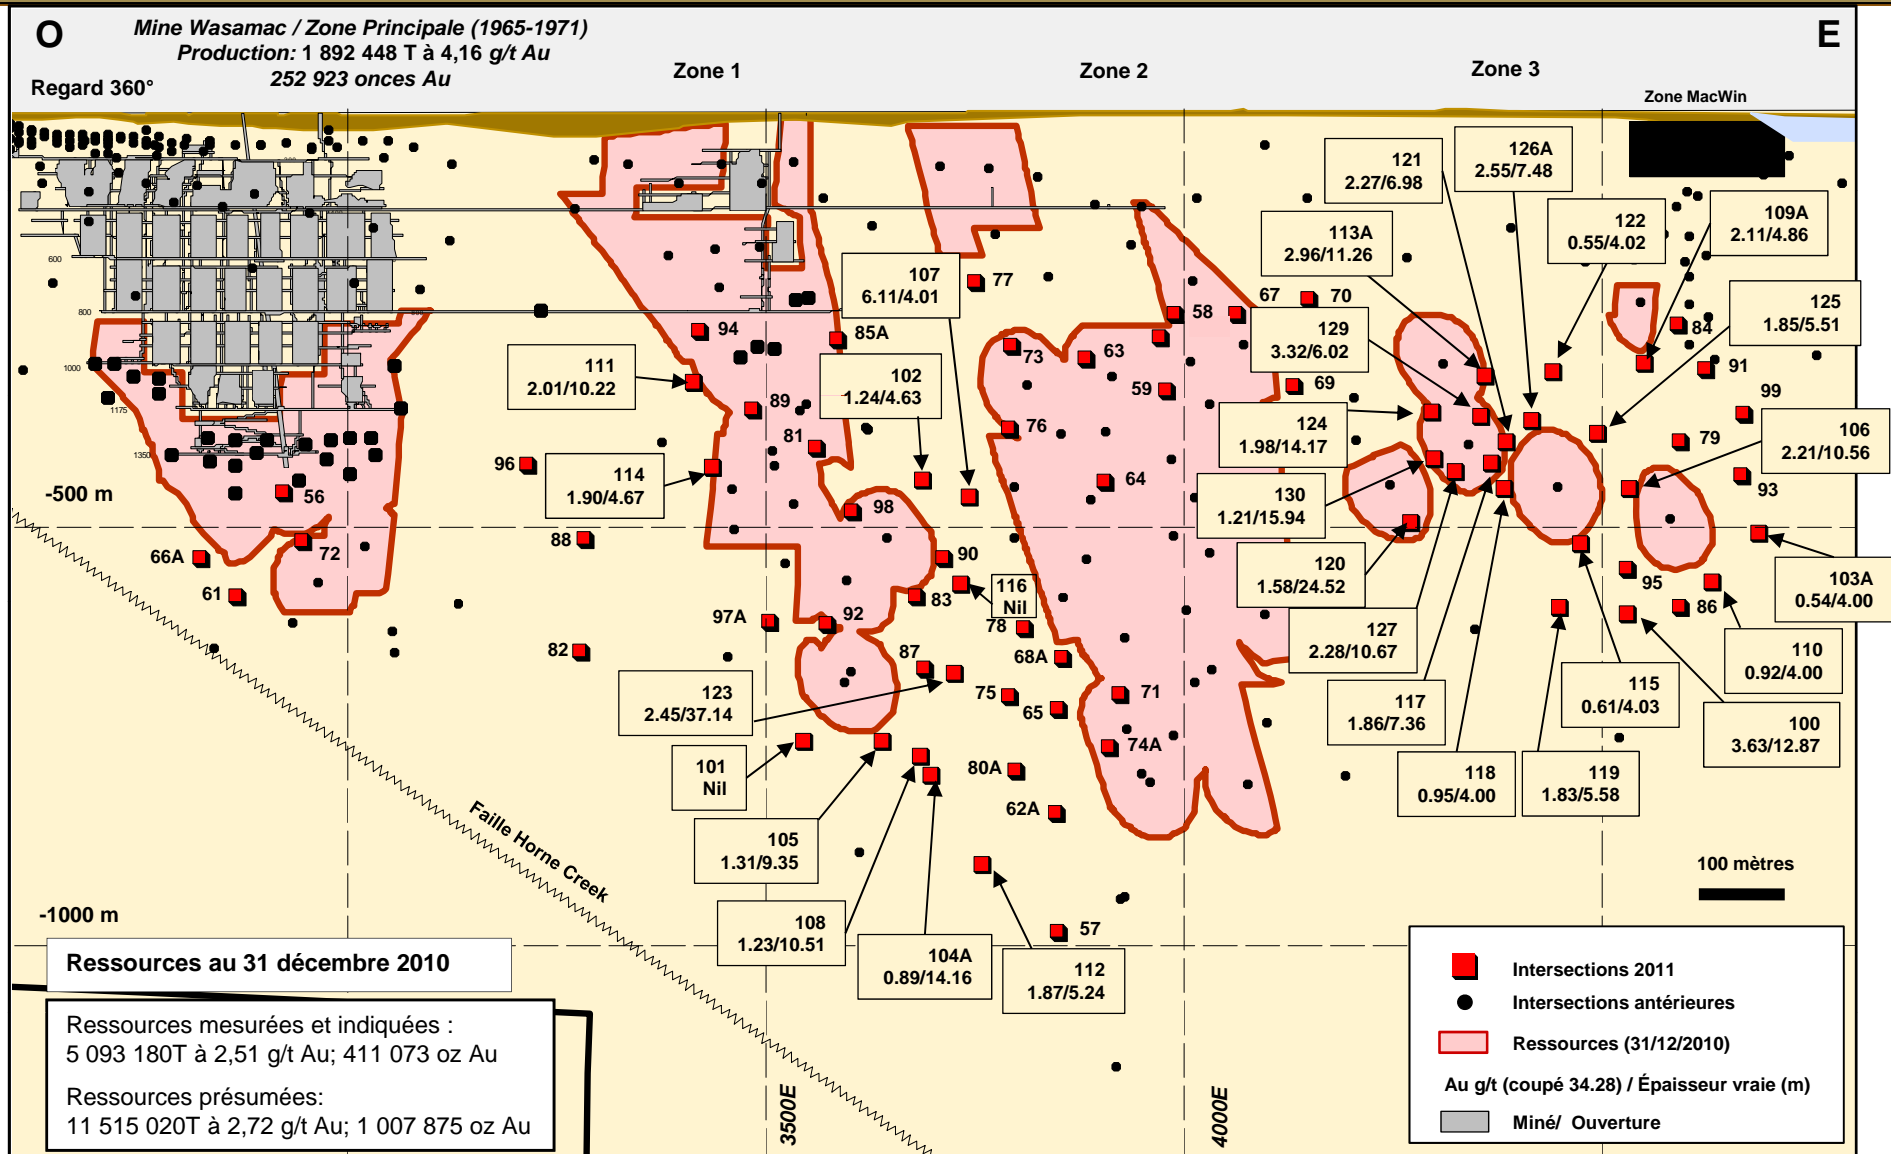 O
Mine Wasamac / Zone Principale (1965-1971)
Production: 1 892 448 T à 4,16 g/t Au
252 923 onces Au
Regard 360°
Zone 1
Zone 2
Zone 3
E
Zone MacWin
121
2.27/6.98
126A
2.55/7.48
122
0.55/4.02
109A
2.11/4.86
113A
2.96/11.26
107
6.11/4.01
125
1.85/5.51
129
3.32/6.02
111
2.01/10.22
102
1.24/4.63
124
1.98/14.17
106
2.21/10.56
114
1.90/4.67
130
1.21/15.94
120
1.58/24.52
103A
0.54/4.00
116
Nil
127
2.28/10.67
110
0.92/4.00
123
2.45/37.14
117
1.86/7.36
115
0.61/4.03
100
3.63/12.87
101
Nil
118
0.95/4.00
119
1.83/5.58
105
1.31/9.35
108
1.23/10.51
104A
0.89/14.16
112
1.87/5.24
77
58
67
70
94
85A
73
63
84
91
59
69
99
89
76
79
81
96
64
93
56
98
72
88
90
66A
61
83
95
86
97A
92
78
82
87
68A
75
65
71
74A
80A
62A
57
600
800
1000
1175
1350
-500 m
-1000 m
Faille Horne Creek
3500E
4000E
100 mètres
Ressources au 31 décembre 2010
Ressources mesurées et indiquées :
5 093 180T à 2,51 g/t Au; 411 073 oz Au
Ressources présumées:
11 515 020T à 2,72 g/t Au; 1 007 875 oz Au
Intersections 2011
Intersections antérieures
Ressources (31/12/2010)
Au g/t (coupé 34.28) / Épaisseur vraie (m)
Miné/ Ouverture